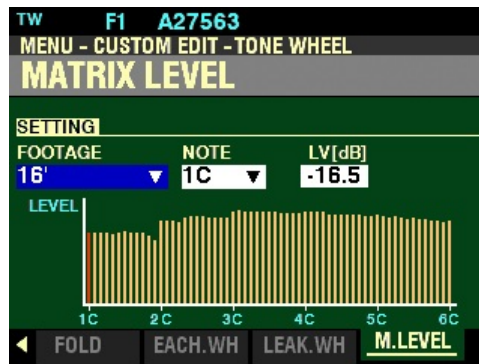 TW F1 A27563
MENU - CUSTOM EDIT - TONE WHEEL
MATRIX LEVEL
SETTING
FOOTAGE NOTE LV[dB]
16' 1C -16.5
LEVEL
1C 2C 3C 4C 5C 6C
FOLD EACH.WH LEAK.WH M.LEVEL